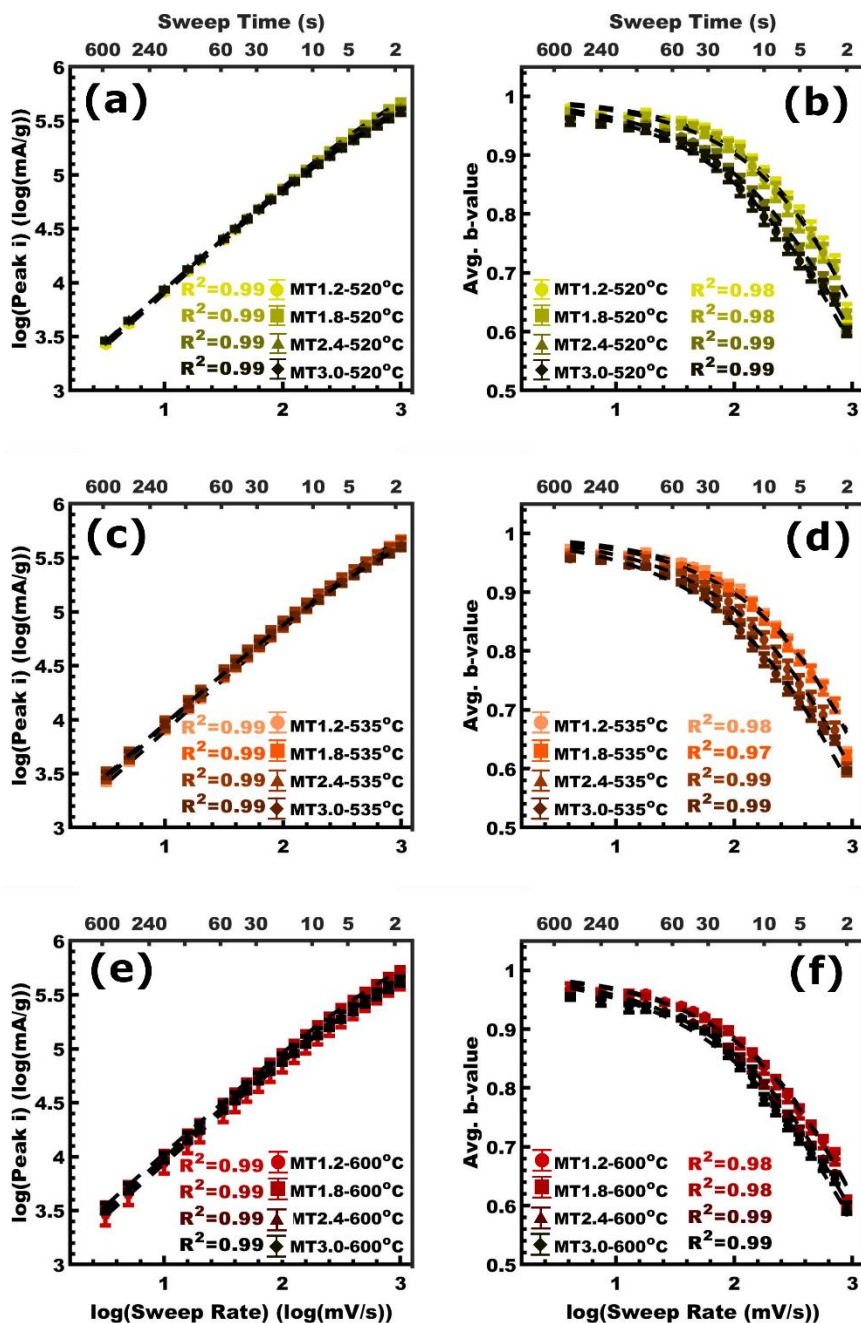 Sweep Time (s)
600 240 60 30 10 5 2
(a)
log(Peak i) (log(mA/g))
6
5.5
5
4.5
4
3.5
3
R²=0.99 MT1.2-520°C
R²=0.99 MT1.8-520°C
R²=0.99 MT2.4-520°C
R²=0.99 MT3.0-520°C
1 2 3
Sweep Time (s)
600 240 60 30 10 5 2
(b)
Avg. b-value
1
0.9
0.8
0.7
0.6
0.5
MT1.2-520°C R²=0.98
MT1.8-520°C R²=0.98
MT2.4-520°C R²=0.99
MT3.0-520°C R²=0.99
1 2 3
600 240 60 30 10 5 2
(c)
log(Peak i) (log(mA/g))
6
5.5
5
4.5
4
3.5
3
R²=0.99 MT1.2-535°C
R²=0.99 MT1.8-535°C
R²=0.99 MT2.4-535°C
R²=0.99 MT3.0-535°C
1 2 3
600 240 60 30 10 5 2
(d)
Avg. b-value
1
0.9
0.8
0.7
0.6
0.5
MT1.2-535°C R²=0.98
MT1.8-535°C R²=0.97
MT2.4-535°C R²=0.99
MT3.0-535°C R²=0.99
1 2 3
600 240 60 30 10 5 2
(e)
log(Peak i) (log(mA/g))
6
5.5
5
4.5
4
3.5
3
R²=0.99 MT1.2-600°C
R²=0.99 MT1.8-600°C
R²=0.99 MT2.4-600°C
R²=0.99 MT3.0-600°C
1 2 3
log(Sweep Rate) (log(mV/s))
600 240 60 30 10 5 2
(f)
Avg. b-value
1
0.9
0.8
0.7
0.6
0.5
MT1.2-600°C R²=0.98
MT1.8-600°C R²=0.98
MT2.4-600°C R²=0.99
MT3.0-600°C R²=0.99
1 2 3
log(Sweep Rate (mV/s)